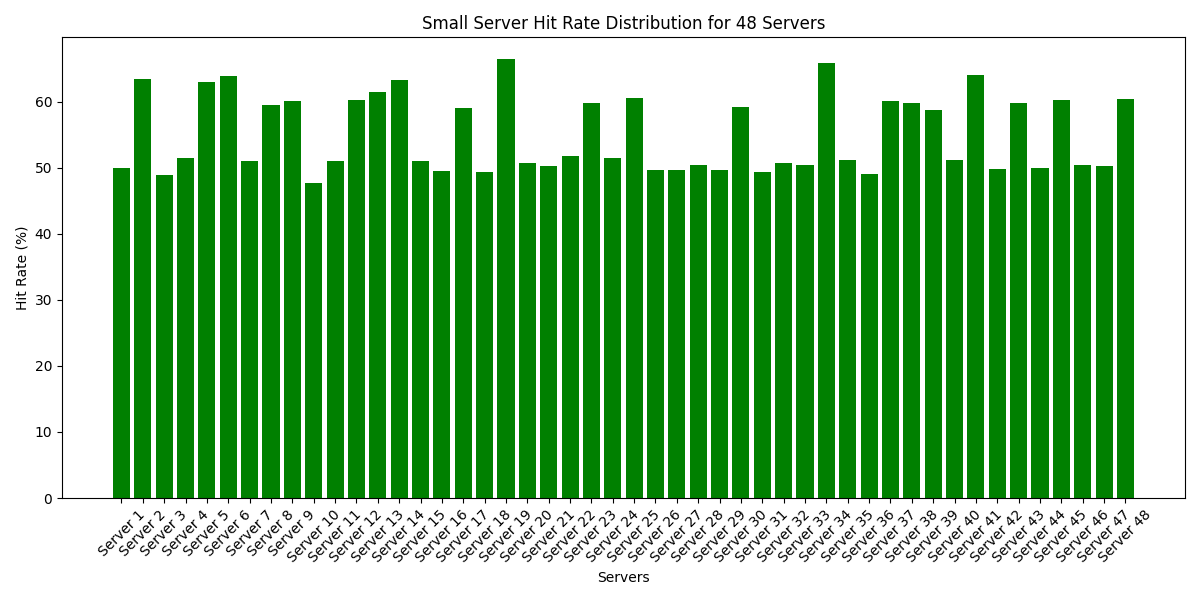 Small Server Hit Rate Distribution for 48 Servers
60
50
40
30
20
10
0
Hit Rate (%)
Server 1
Server 2
Server 3
Server 4
Server 5
Server 6
Server 7
Server 8
Server 9
Server 10
Server 11
Server 12
Server 13
Server 14
Server 15
Server 16
Server 17
Server 18
Server 19
Server 20
Server 21
Server 22
Server 23
Server 24
Server 25
Server 26
Server 27
Server 28
Server 29
Server 30
Server 31
Server 32
Server 33
Server 34
Server 35
Server 36
Server 37
Server 38
Server 39
Server 40
Server 41
Server 42
Server 43
Server 44
Server 45
Server 46
Server 47
Server 48
Servers